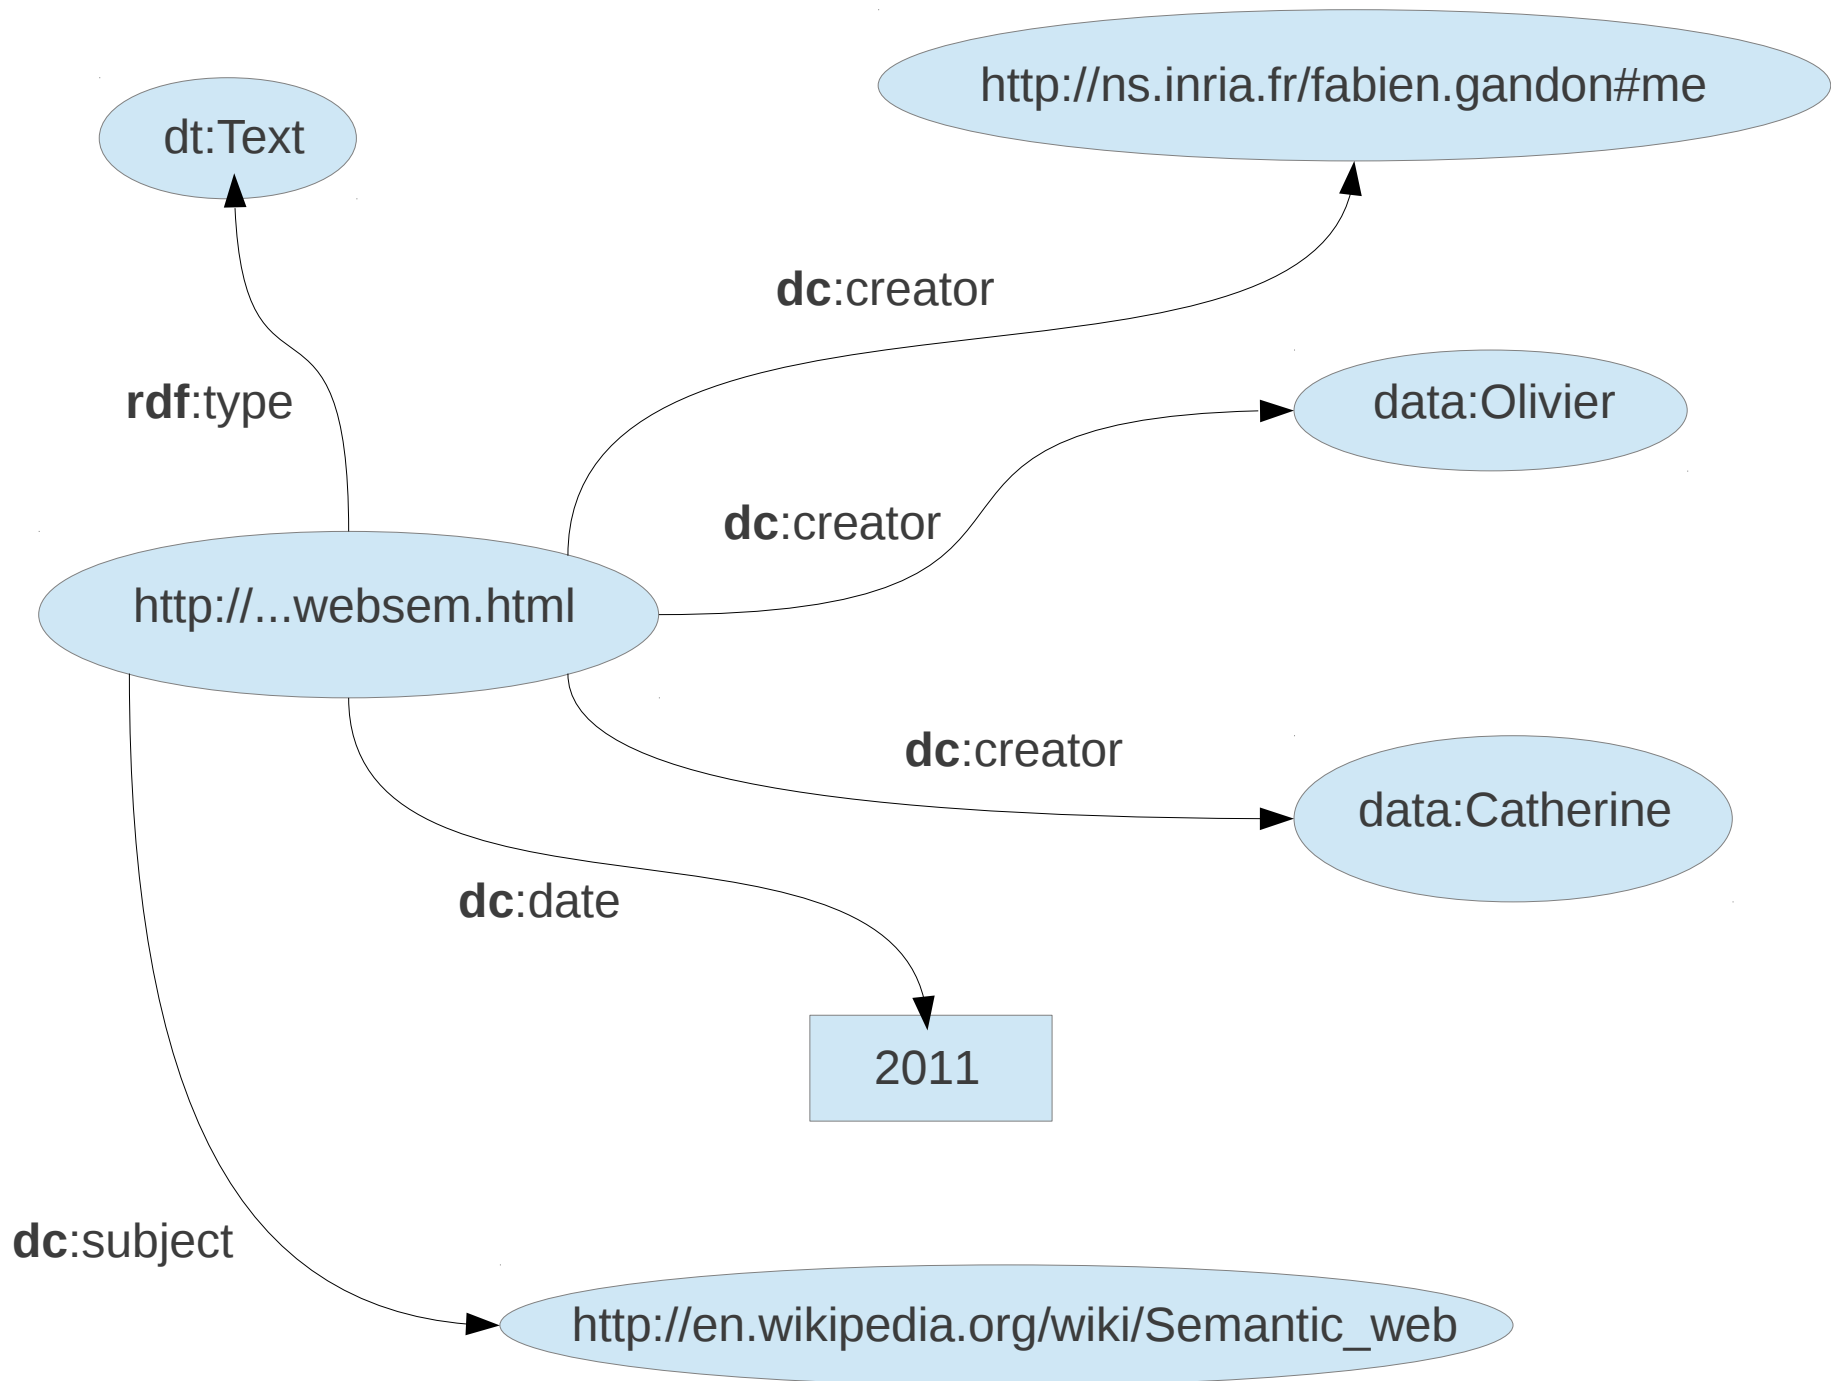 http://ns.inria.fr/fabien.gandon#me
dt:Text
dc:creator
rdf:type
data:Olivier
dc:creator
http://...websem.html
dc:creator
data:Catherine
dc:date
2011
dc:subject
http://en.wikipedia.org/wiki/Semantic_web